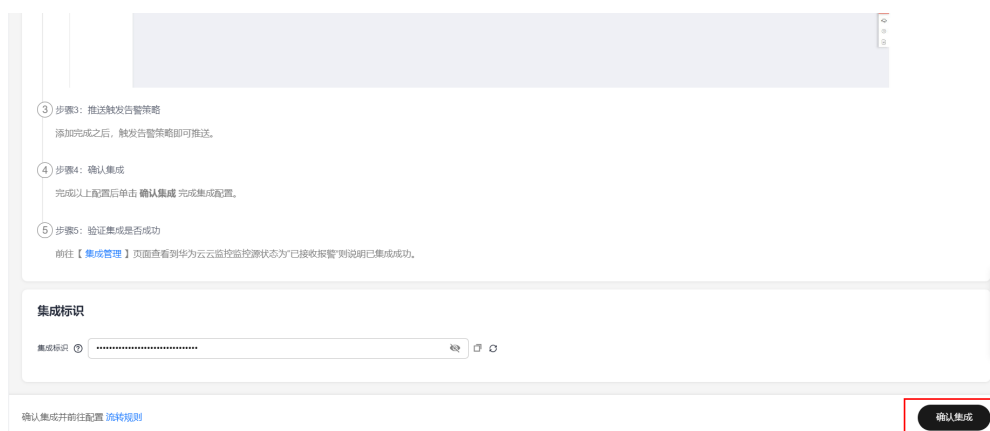 3 步骤3：推送触发告警策略
添加完成之后，触发告警策略即可推送。
4 步骤4：确认集成
完成以上配置后单击 确认集成 完成集成配置。
5 步骤5：验证集成是否成功
前往【 集成管理 】页面查看到华为云云监控监控源状态为"已接收报警"则说明已集成成功。
集成标识
集成标识 ? ••••••••••••••••••••••••••••••
确认集成并前往配置 流转规则
确认集成